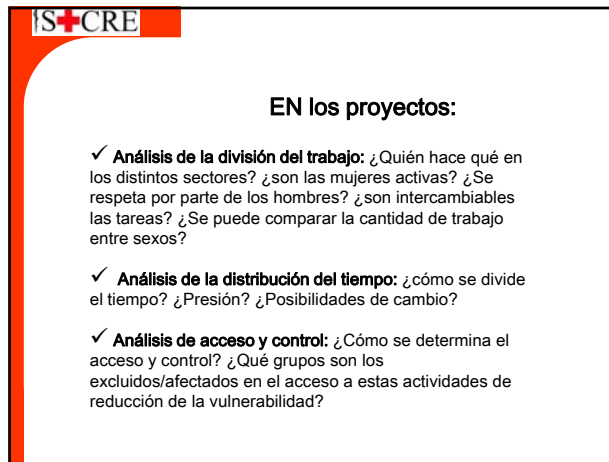 S+CRE
EN los proyectos:
✓ Análisis de la división del trabajo: ¿Quién hace qué en
los distintos sectores? ¿son las mujeres activas? ¿Se
respeta por parte de los hombres? ¿son intercambiables
las tareas? ¿Se puede comparar la cantidad de trabajo
entre sexos?
✓ Análisis de la distribución del tiempo: ¿cómo se divide
el tiempo? ¿Presión? ¿Posibilidades de cambio?
✓ Análisis de acceso y control: ¿Cómo se determina el
acceso y control? ¿Qué grupos son los
excluidos/afectados en el acceso a estas actividades de
reducción de la vulnerabilidad?